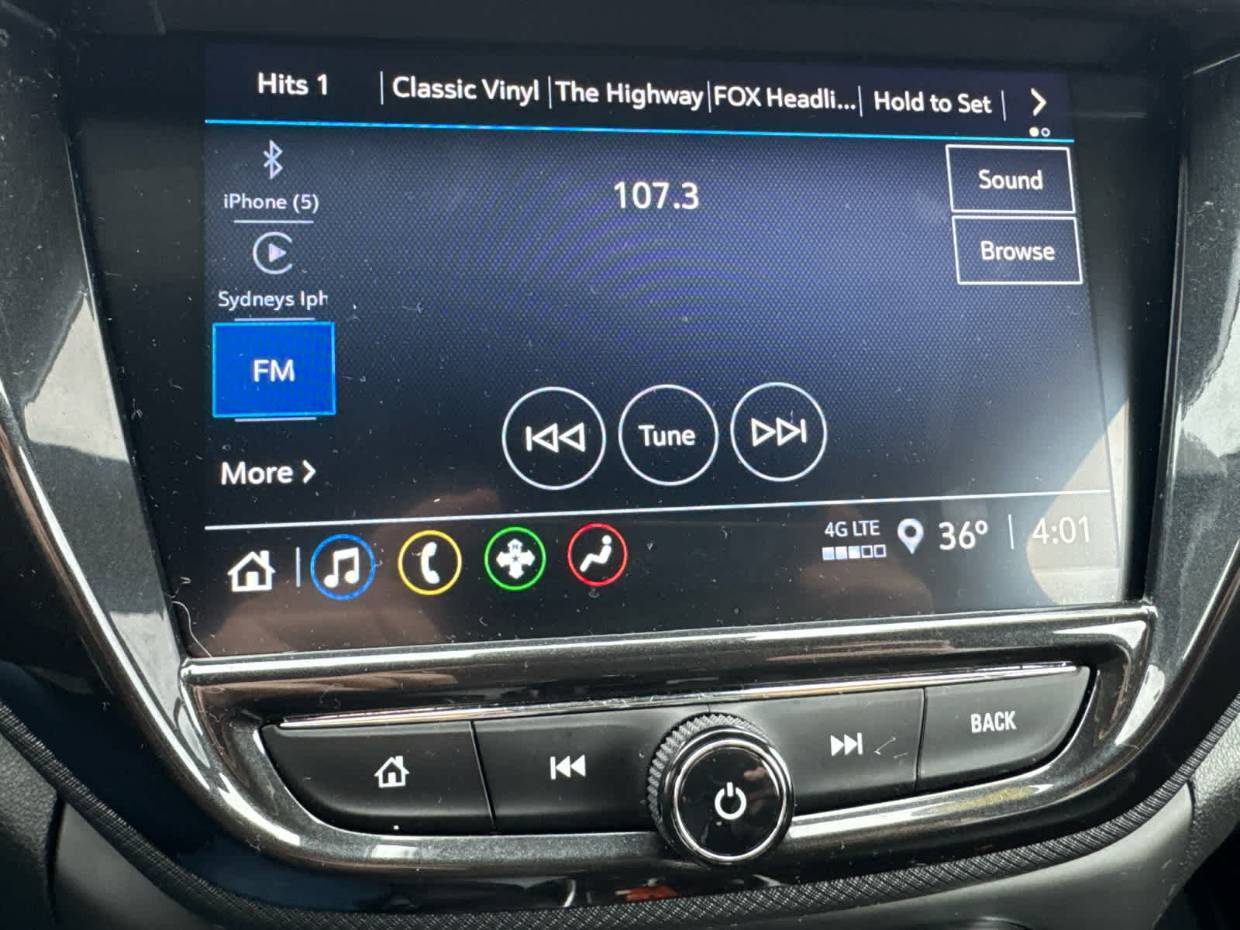 Hits 1 | Classic Vinyl | The Highway | FOX Headli... | Hold to Set |
iPhone (5)
107.3
Sound
Browse
Sydneys Iph
FM
Tune
More
4G LTE
36° | 4:01
BACK